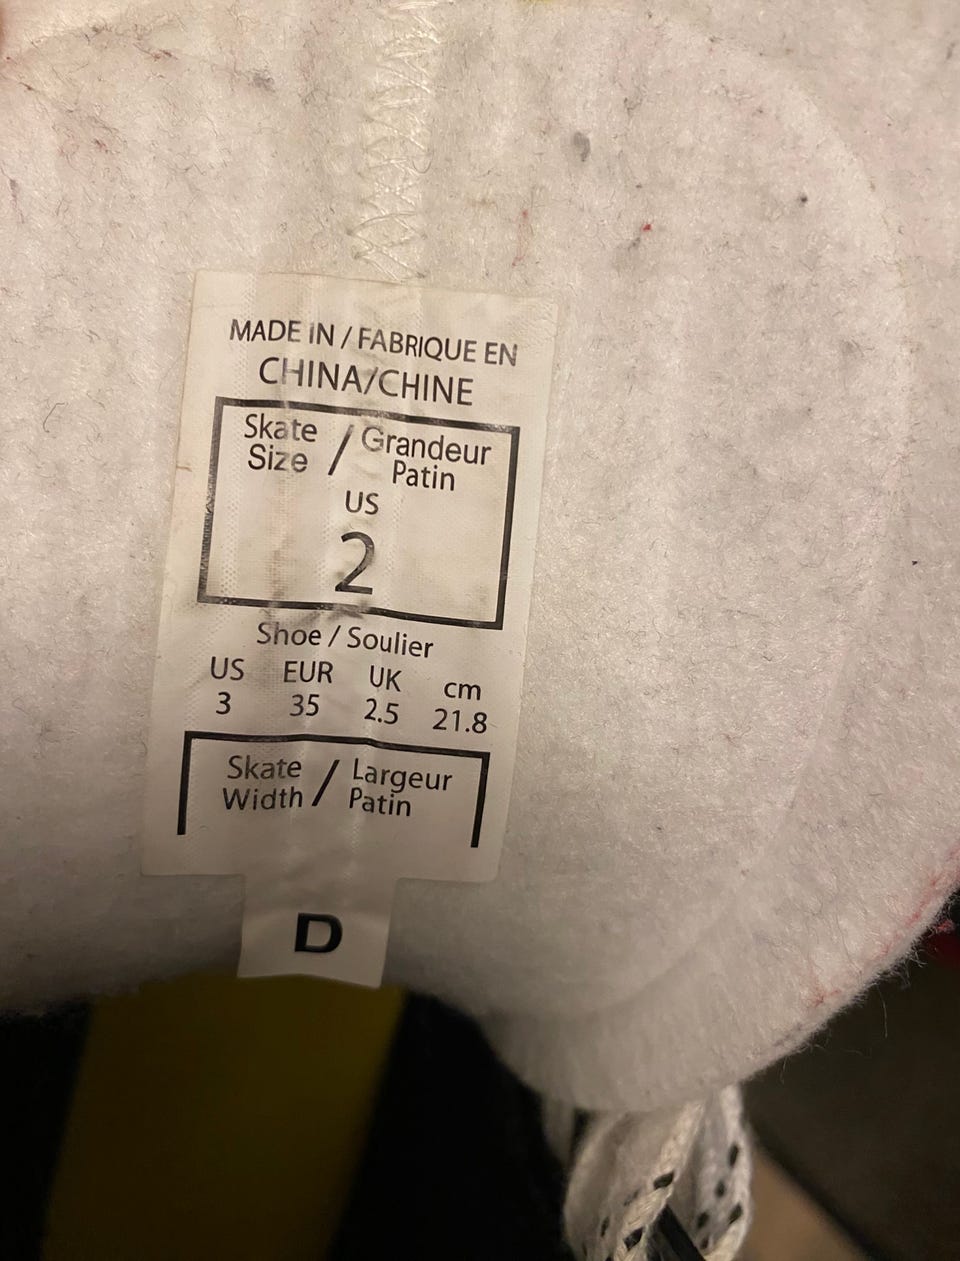 MADE IN / FABRIQUE EN
CHINA/CHINE
Skate Size / Grandeur Patin
US
2
Shoe / Soulier
US EUR UK cm
3 35 2.5 21.8
Skate Width / Largeur Patin
D